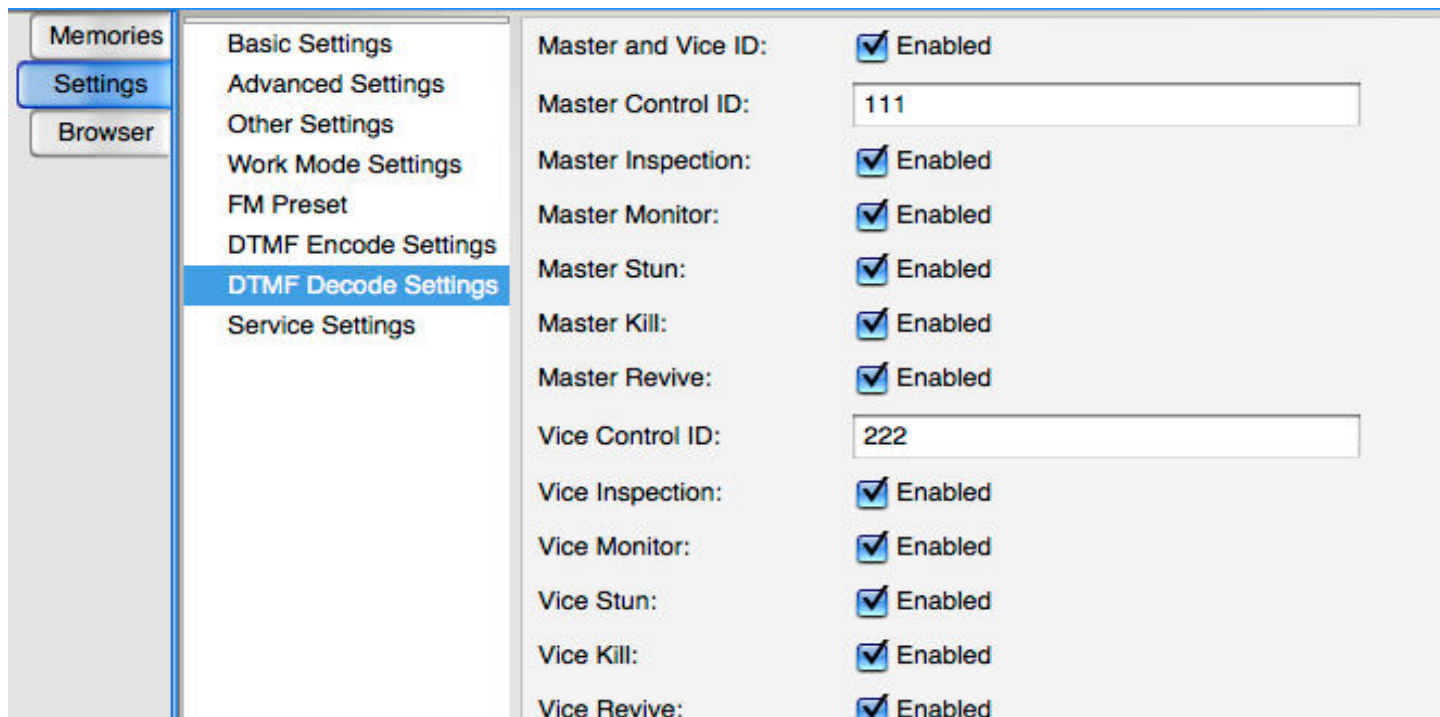 Memories
Settings
Browser
Basic Settings
Advanced Settings
Other Settings
Work Mode Settings
FM Preset
DTMF Encode Settings
DTMF Decode Settings
Service Settings
Master and Vice ID: Enabled
Master Control ID: 111
Master Inspection: Enabled
Master Monitor: Enabled
Master Stun: Enabled
Master Kill: Enabled
Master Revive: Enabled
Vice Control ID: 222
Vice Inspection: Enabled
Vice Monitor: Enabled
Vice Stun: Enabled
Vice Kill: Enabled
Vice Revive: Enabled